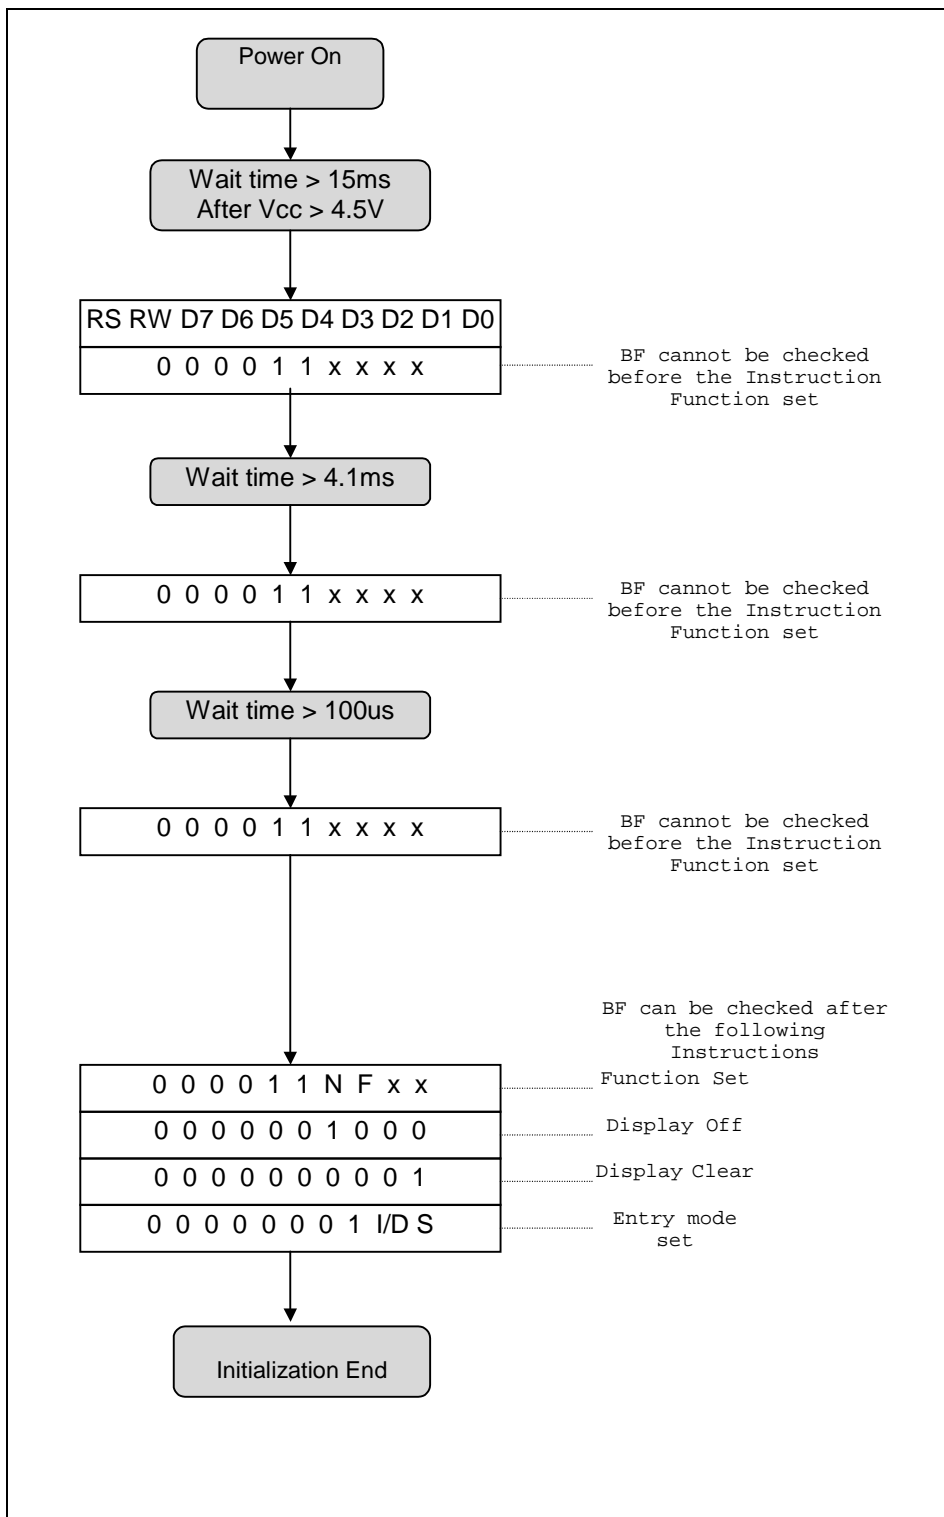 Power On
Wait time > 15ms
After Vcc > 4.5V
RS RW D7 D6 D5 D4 D3 D2 D1 D0
0 0 0 0 1 1 x x x x
BF cannot be checked
before the Instruction
Function set
Wait time > 4.1ms
0 0 0 0 1 1 x x x x
BF cannot be checked
before the Instruction
Function set
Wait time > 100us
0 0 0 0 1 1 x x x x
BF cannot be checked
before the Instruction
Function set
BF can be checked after
the following
Instructions
0 0 0 0 1 1 N F x x
Function Set
0 0 0 0 0 0 1 0 0 0
Display Off
0 0 0 0 0 0 0 0 0 1
Display Clear
0 0 0 0 0 0 0 1 I/D S
Entry mode
set
Initialization End